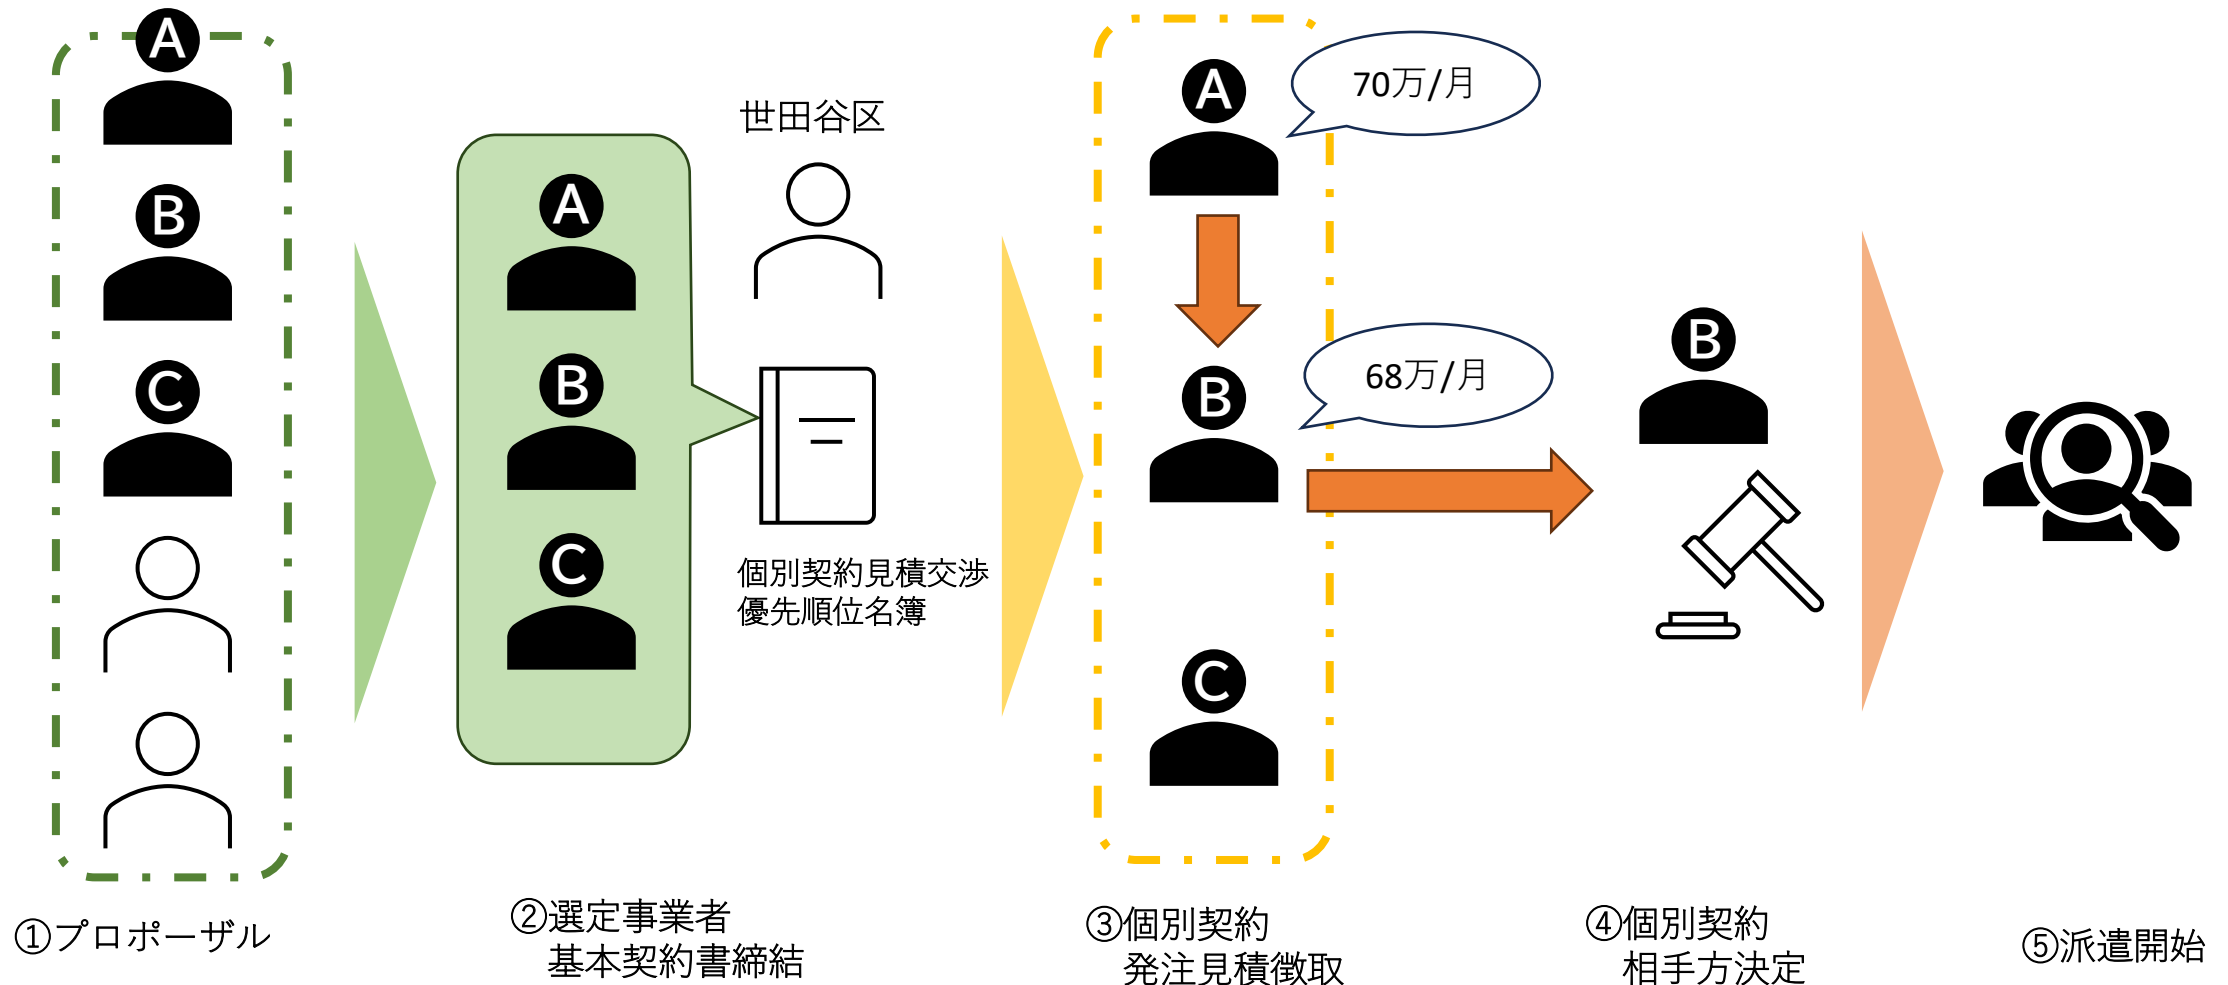 A
B
C
①プロポーザル
A
B
C
世田谷区
個別契約見積交渉
優先順位名簿
②選定事業者
基本契約書締結
A
70万/月
B
68万/月
C
③個別契約
発注見積徴取
B
④個別契約
相手方決定
⑤派遣開始